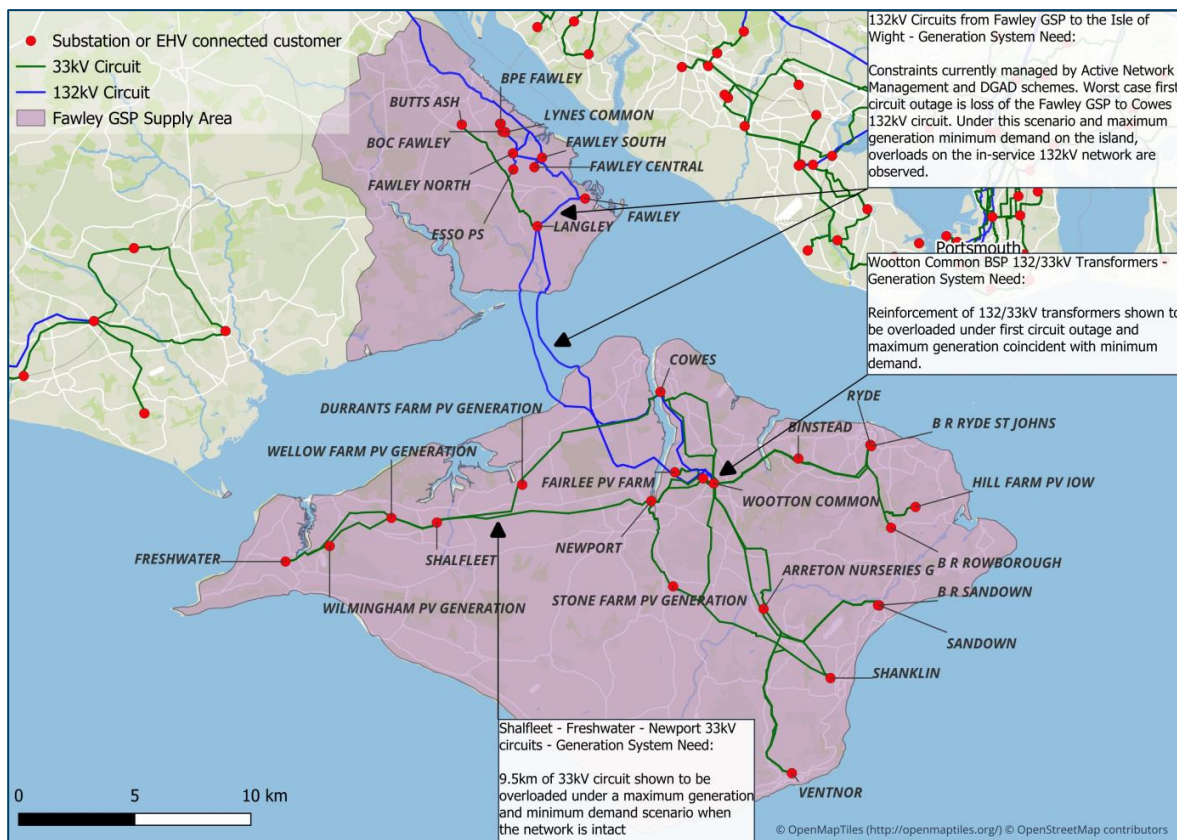 Substation or EHV connected customer
33kV Circuit
132kV Circuit
Fawley GSP Supply Area
132kV Circuits from Fawley GSP to the Isle of
Wight - Generation System Need:
Constraints currently managed by Active Network
Management and DGAD schemes. Worst case first
circuit outage is loss of the Fawley GSP to Cowes
132kV circuit. Under this scenario and maximum
generation minimum demand on the island,
overloads on the in-service 132kV network are
observed.
BPE FAWLEY
BUTTS ASH
LYNES COMMON
BOC FAWLEY
FAWLEY SOUTH
FAWLEY CENTRAL
FAWLEY NORTH
FAWLEY
ESSO PS
LANGLEY
Portsmouth
Wootton Common BSP 132/33kV Transformers -
Generation System Need:
Reinforcement of 132/33kV transformers shown to
be overloaded under first circuit outage and
maximum generation coincident with minimum
demand.
COWES
RYDE
DURRANTS FARM PV GENERATION
BINSTEAD
B R RYDE ST JOHNS
WELLOW FARM PV GENERATION
FAIRLEE PV FARM
HILL FARM PV IOW
WOOTTON COMMON
NEWPORT
FRESHWATER
SHALFLEET
B R ROWBOROUGH
ARRETON NURSERIES G
WILMINGHAM PV GENERATION
STONE FARM PV GENERATION
B R SANDOWN
SANDOWN
SHANKLIN
Shalfleet - Freshwater - Newport 33kV
circuits - Generation System Need:
9.5km of 33kV circuit shown to be
overloaded under a maximum generation
and minimum demand scenario when
the network is intact
VENTNOR
0 5 10 km
© OpenMapTiles (http://openmaptiles.org/) © OpenStreetMap contributors